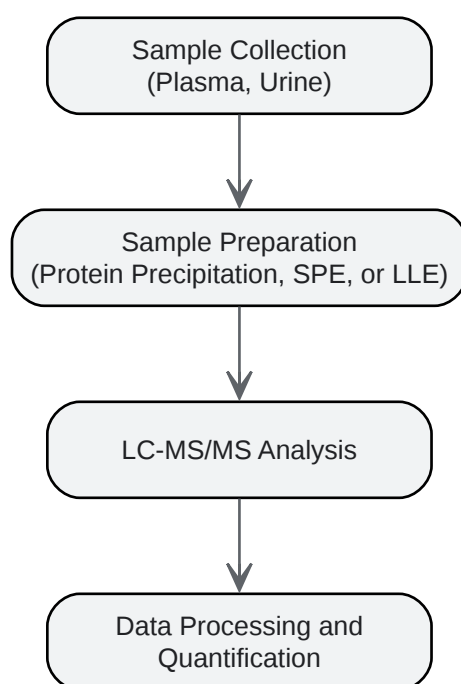 Sample Collection
(Plasma, Urine)
Sample Preparation
(Protein Precipitation, SPE, or LLE)
LC-MS/MS Analysis
Data Processing and
Quantification